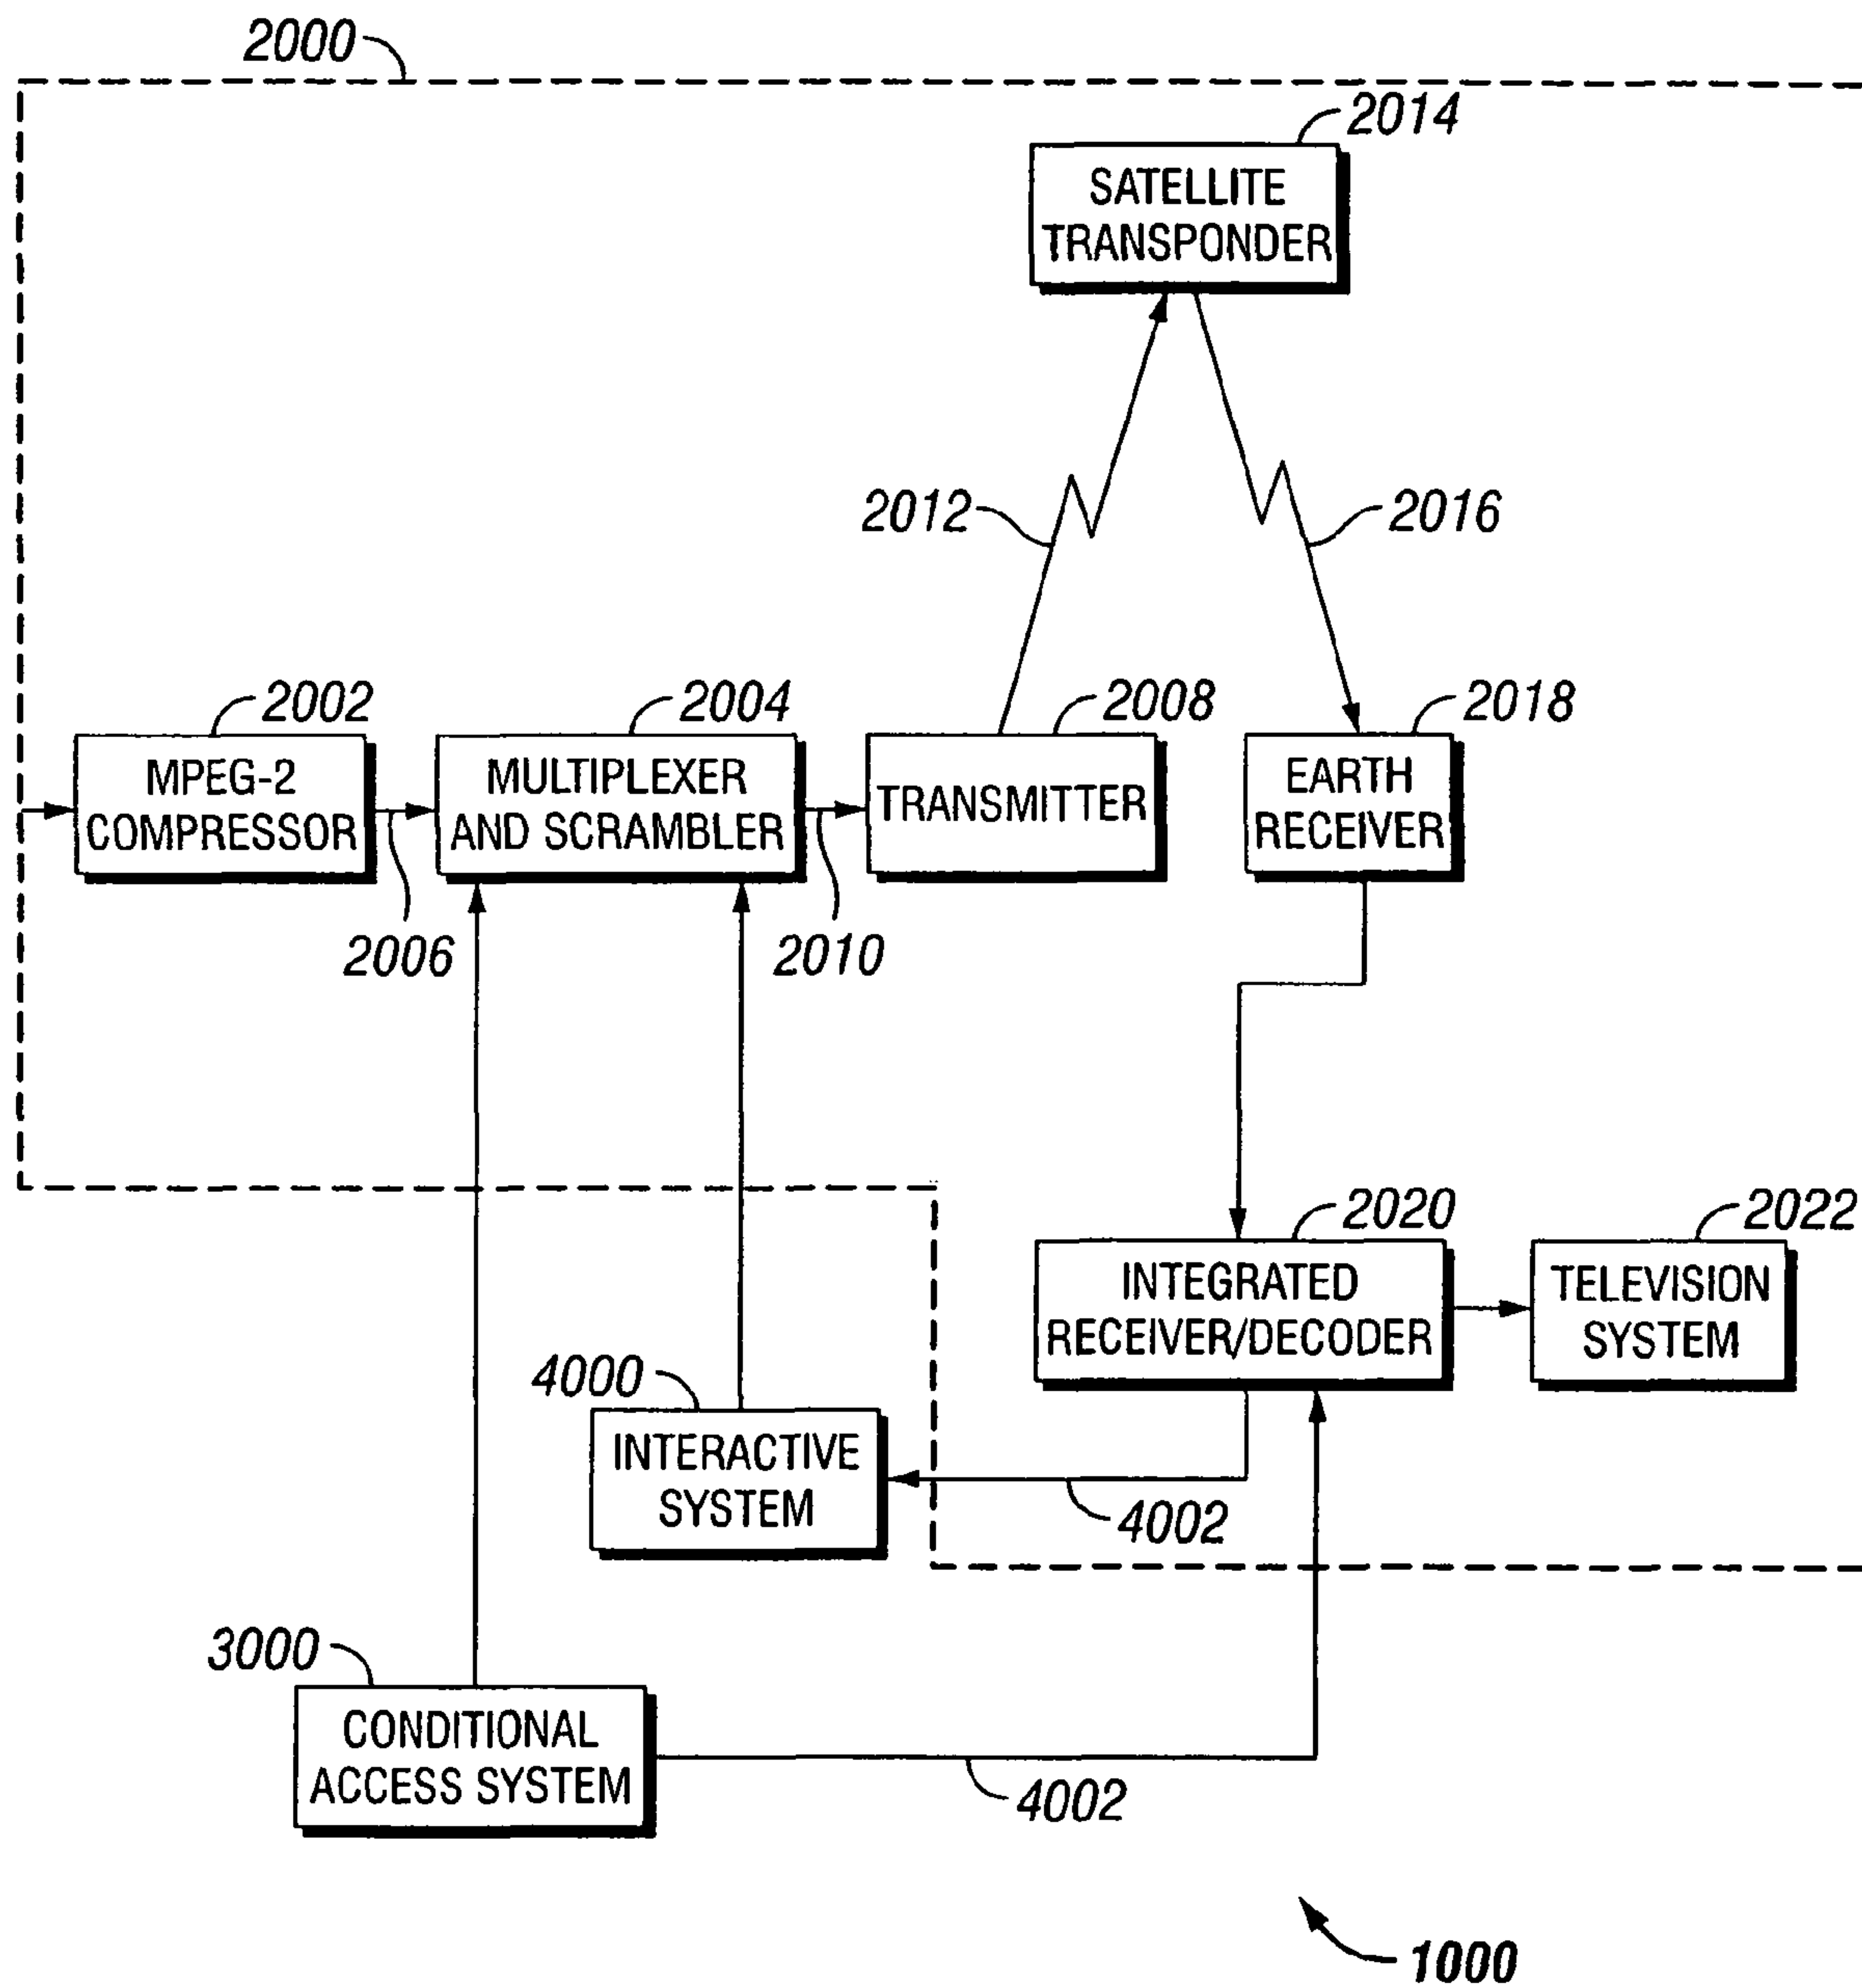 2000
2014
SATELLITE
TRANSPONDER
2012
2016
2002
2004
2008
2018
MPEG-2
COMPRESSOR
MULTIPLEXER
AND SCRAMBLER
TRANSMITTER
EARTH
RECEIVER
2006
2010
2020
2022
INTEGRATED
RECEIVER/DECODER
TELEVISION
SYSTEM
4000
INTERACTIVE
SYSTEM
4002
3000
CONDITIONAL
ACCESS SYSTEM
4002
1000